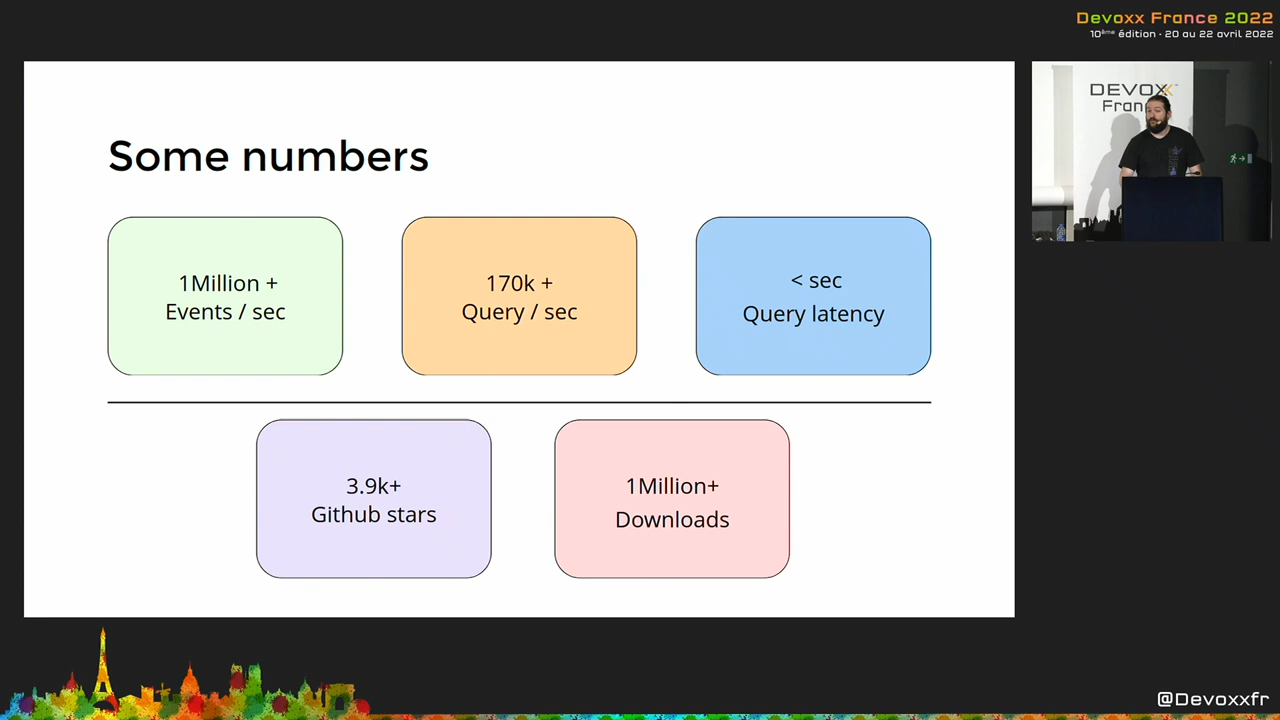 Devoxx France 2022
10ème édition - 20 au 22 avril 2022
DEVOXX
Fran
Some numbers
1Million +
Events / sec
170k +
Query / sec
< sec
Query latency
3.9k+
Github stars
1Million+
Downloads
@Devoxxfr